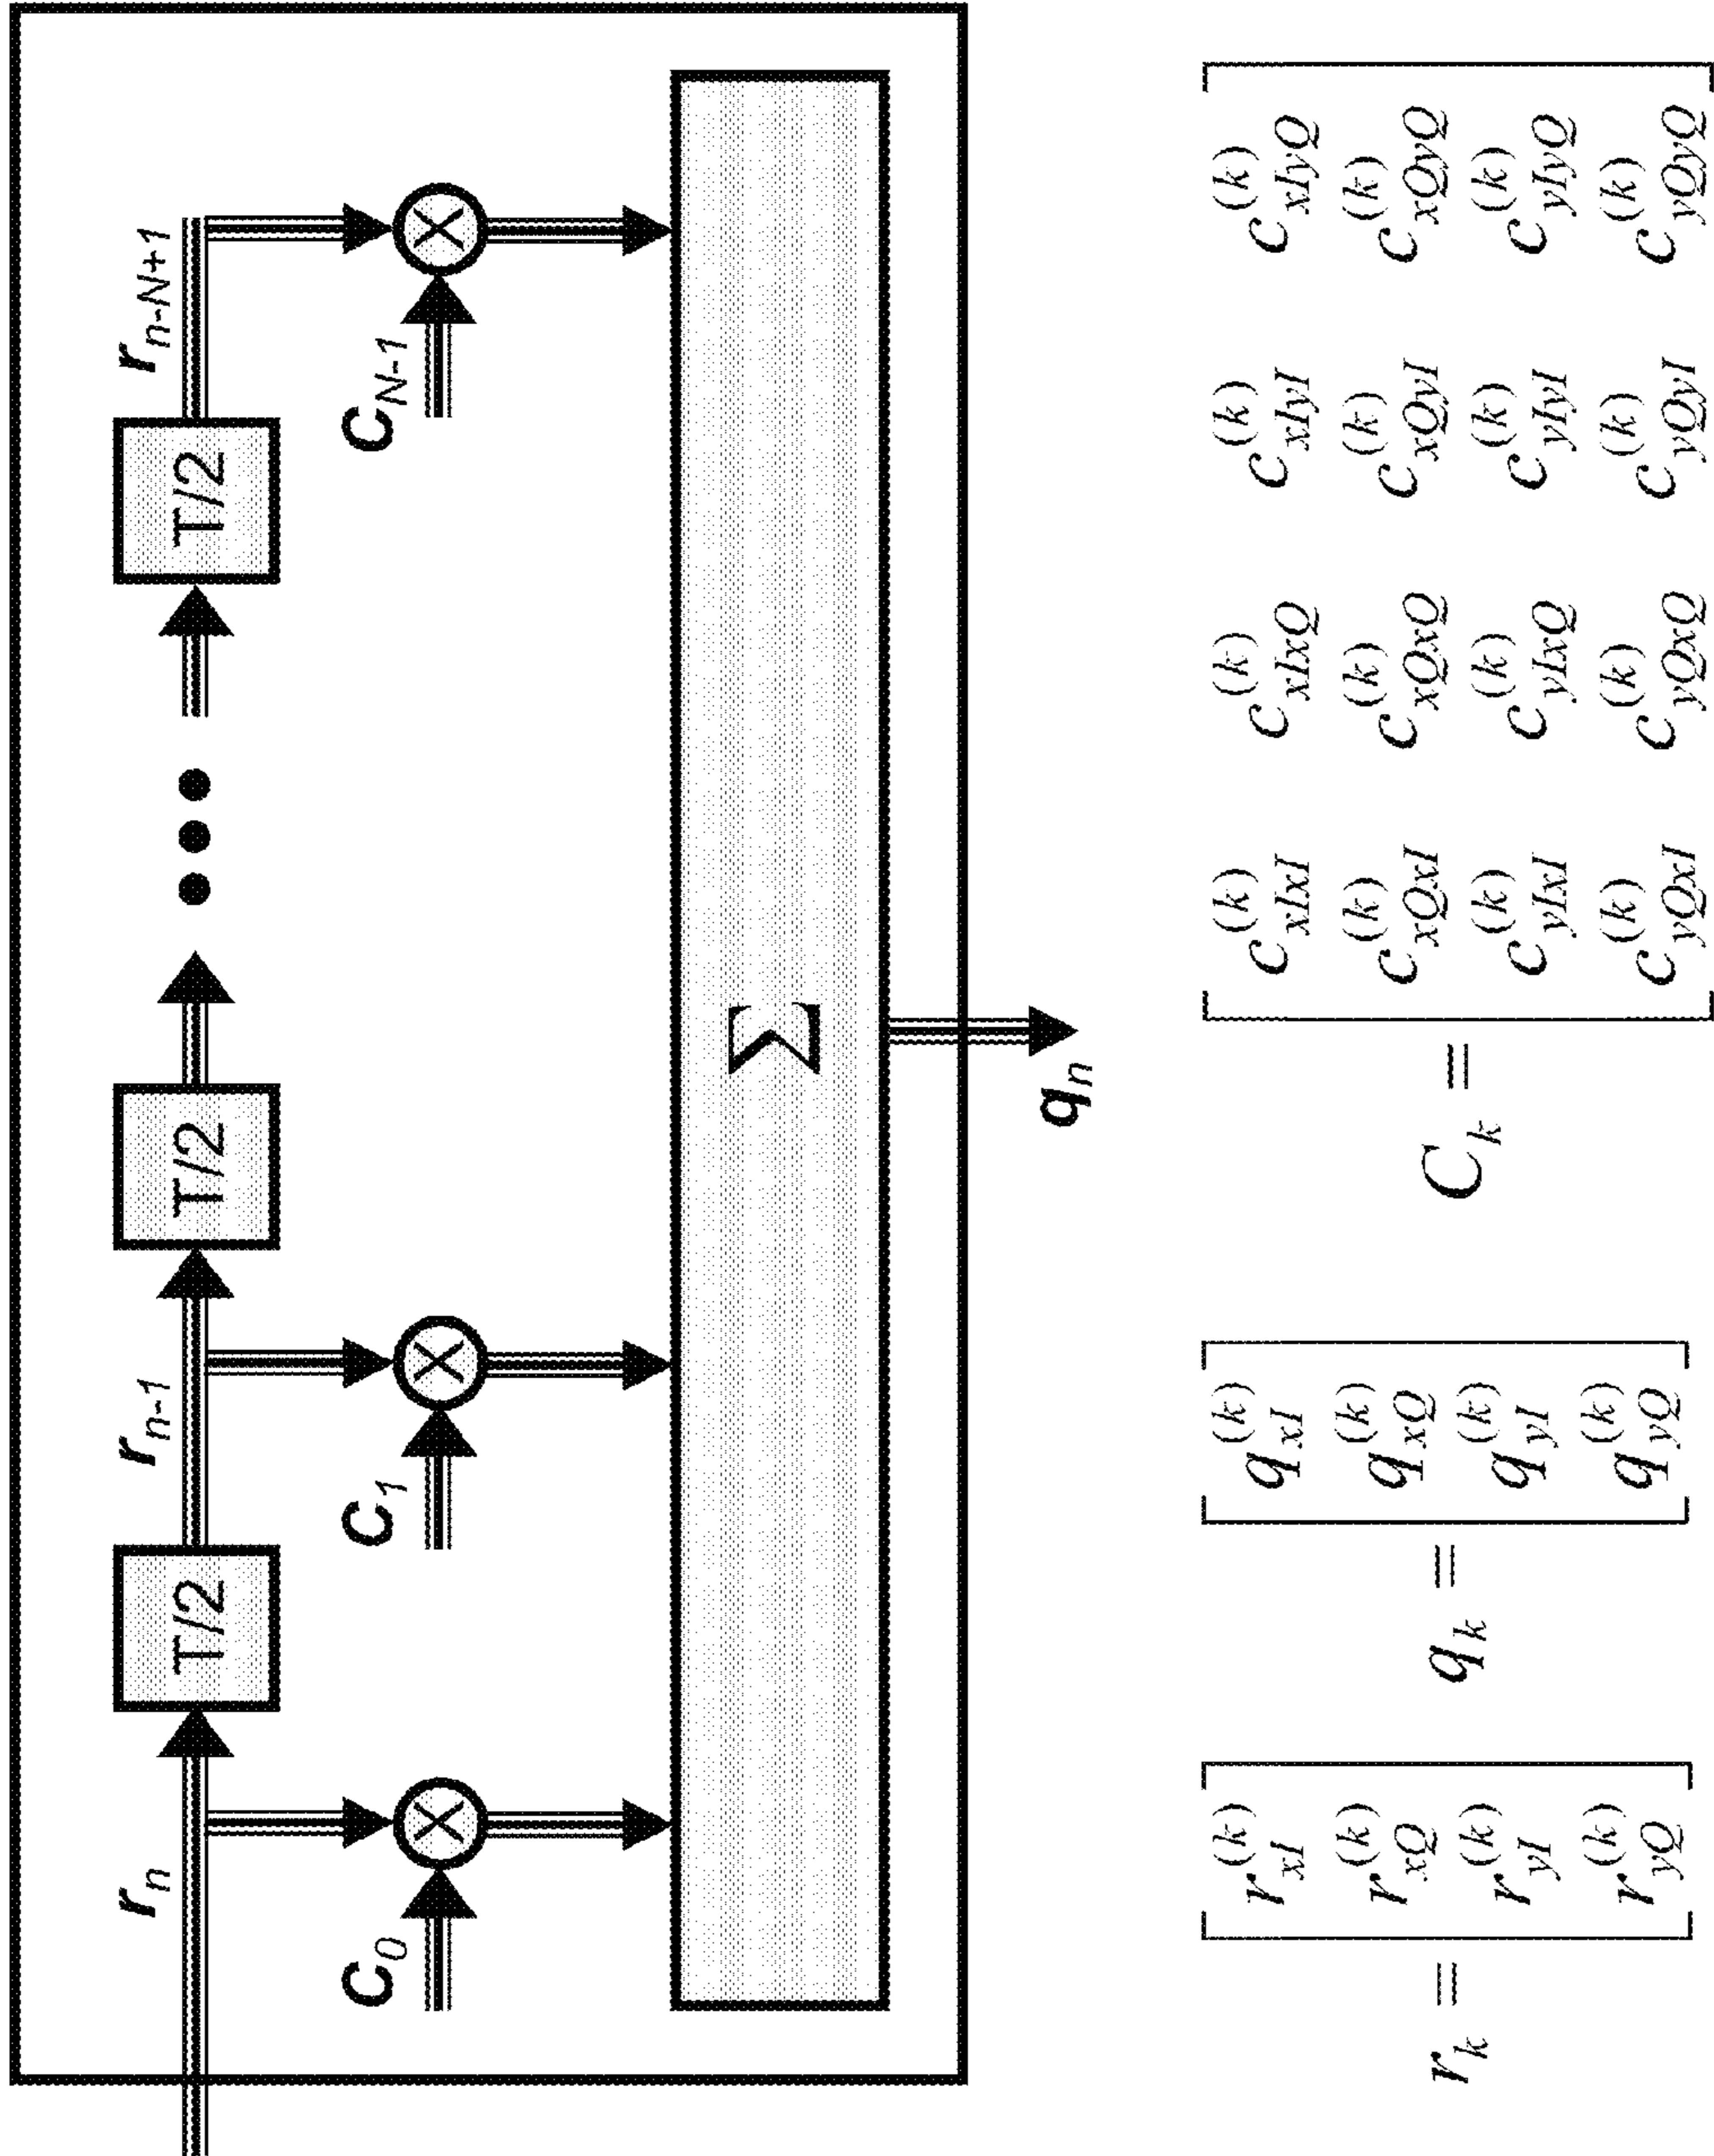 r_n
T/2
r_{n-1}
T/2
•••
T/2
r_{n-N+1}
C_0
X
C_1
X
C_{N-1}
X
Σ
q_n
r_k = [r_{xI}^{(k)} r_{xQ}^{(k)} r_{yI}^{(k)} r_{yQ}^{(k)}]
q_k = [q_{xI}^{(k)} q_{xQ}^{(k)} q_{yI}^{(k)} q_{yQ}^{(k)}]
C_k =
c_{xIxI}^{(k)} c_{xIxQ}^{(k)} c_{xIyI}^{(k)} c_{xIyQ}^{(k)}
c_{xQxI}^{(k)} c_{xQxQ}^{(k)} c_{xQyI}^{(k)} c_{xQyQ}^{(k)}
c_{yIxI}^{(k)} c_{yIxQ}^{(k)} c_{yIyI}^{(k)} c_{yIyQ}^{(k)}
c_{yQxI}^{(k)} c_{yQxQ}^{(k)} c_{yQyI}^{(k)} c_{yQyQ}^{(k)}